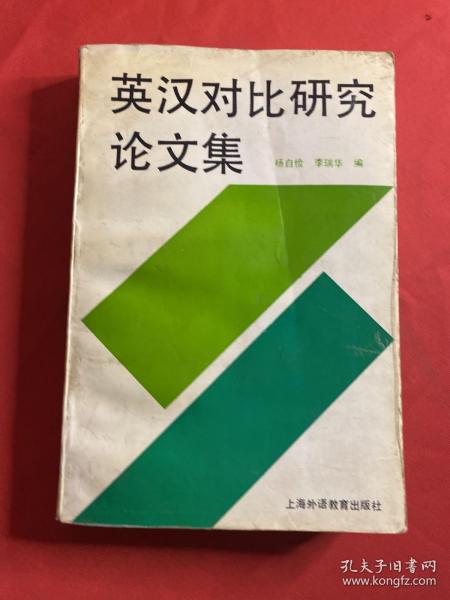 英汉对比研究
论文集
杨自俭 李瑞华 编
上海外语教育出版社
孔夫子旧书网
www.kongfz.com